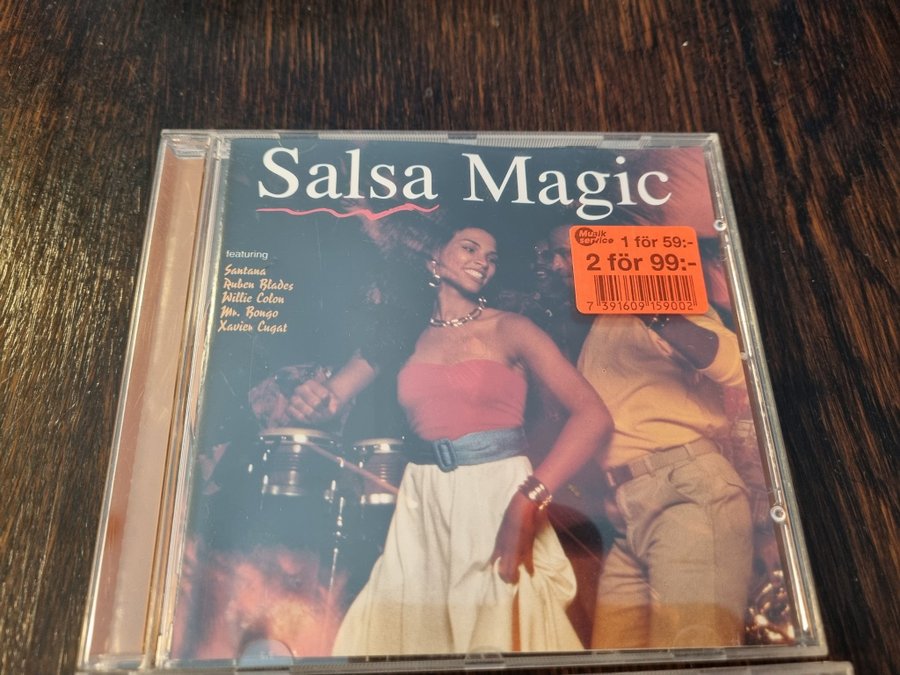 Salsa Magic
featuring
Santana
Ruben Blades
Willie Colon
Mr. Bongo
Xavier Cugat
Musik service 1 för 59:-
2 för 99:-
7 391609 159002